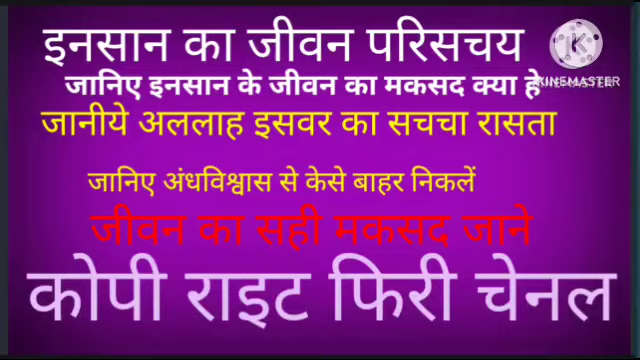 इनसान का जीवन परिसचय
KINEMASTER
जानिए इनसान के जीवन का मकसद क्या हे
जानीये अललाह इसवर का सचचा रासता
जानिए अंधविश्वास से केसे बाहर निकलें
जीवन का सही मकसद जाने
कोपी राइट फिरी चेनल